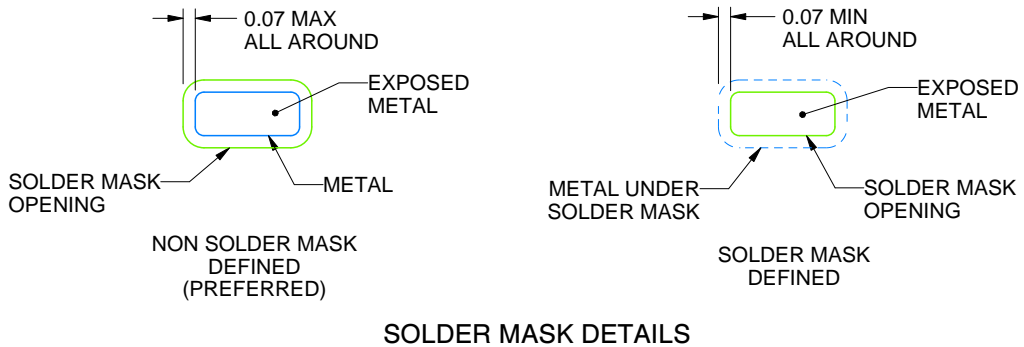 0.07 MAX
ALL AROUND
EXPOSED
METAL
SOLDER MASK
OPENING
METAL
NON SOLDER MASK
DEFINED
(PREFERRED)
0.07 MIN
ALL AROUND
EXPOSED
METAL
METAL UNDER
SOLDER MASK
SOLDER MASK
OPENING
SOLDER MASK
DEFINED
SOLDER MASK DETAILS